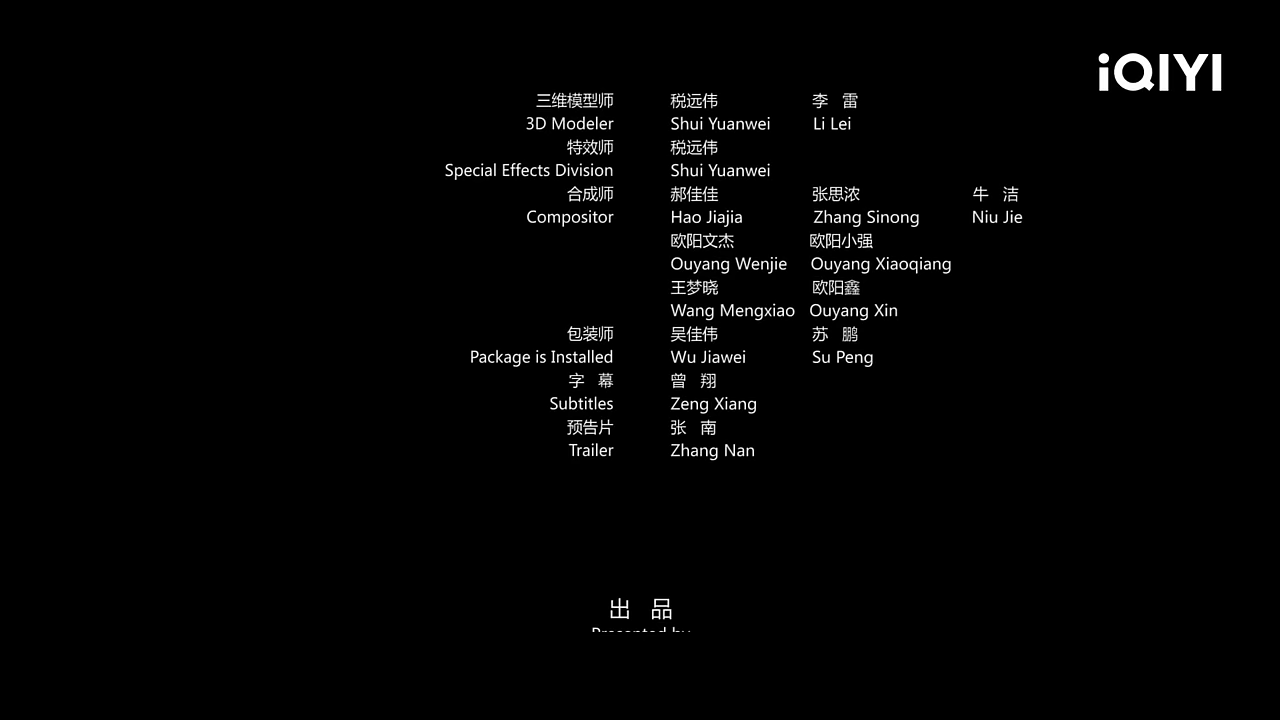 iQIYI
三维模型师 税远伟 李 雷
3D Modeler Shui Yuanwei Li Lei
特效师 税远伟
Special Effects Division Shui Yuanwei
合成师 郝佳佳 张思浓 牛 洁
Compositor Hao Jiajia Zhang Sinong Niu Jie
欧阳文杰 欧阳小强
Ouyang Wenjie Ouyang Xiaoqiang
王梦晓 欧阳鑫
Wang Mengxiao Ouyang Xin
包装师 吴佳伟 苏 鹏
Package is Installed Wu Jiawei Su Peng
字 幕 曾 翔
Subtitles Zeng Xiang
预告片 张 南
Trailer Zhang Nan
出 品
Presented by